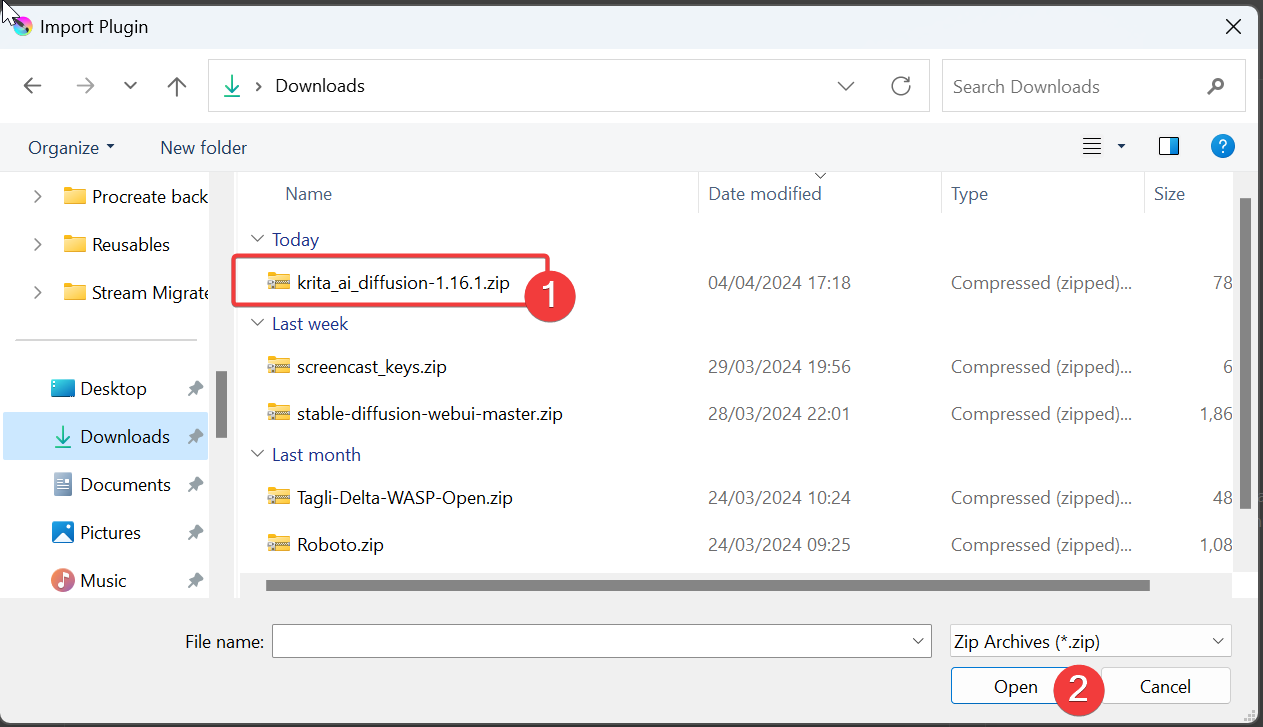 Import Plugin
Downloads
Search Downloads
Organize New folder ?
Name Date modified Type Size
Procreate back
Reusables
Stream Migrate
Desktop
Downloads
Documents
Pictures
Music
Today
krita_ai_diffusion-1.16.1.zip 04/04/2024 17:18 Compressed (zipped)... 78
1
Last week
screencast_keys.zip 29/03/2024 19:56 Compressed (zipped)... 6
stable-diffusion-webui-master.zip 28/03/2024 22:01 Compressed (zipped)... 1,86
Last month
Tagli-Delta-WASP-Open.zip 24/03/2024 10:24 Compressed (zipped)... 48
Roboto.zip 24/03/2024 09:25 Compressed (zipped)... 1,08
File name: Zip Archives (*.zip)
Open 2 Cancel